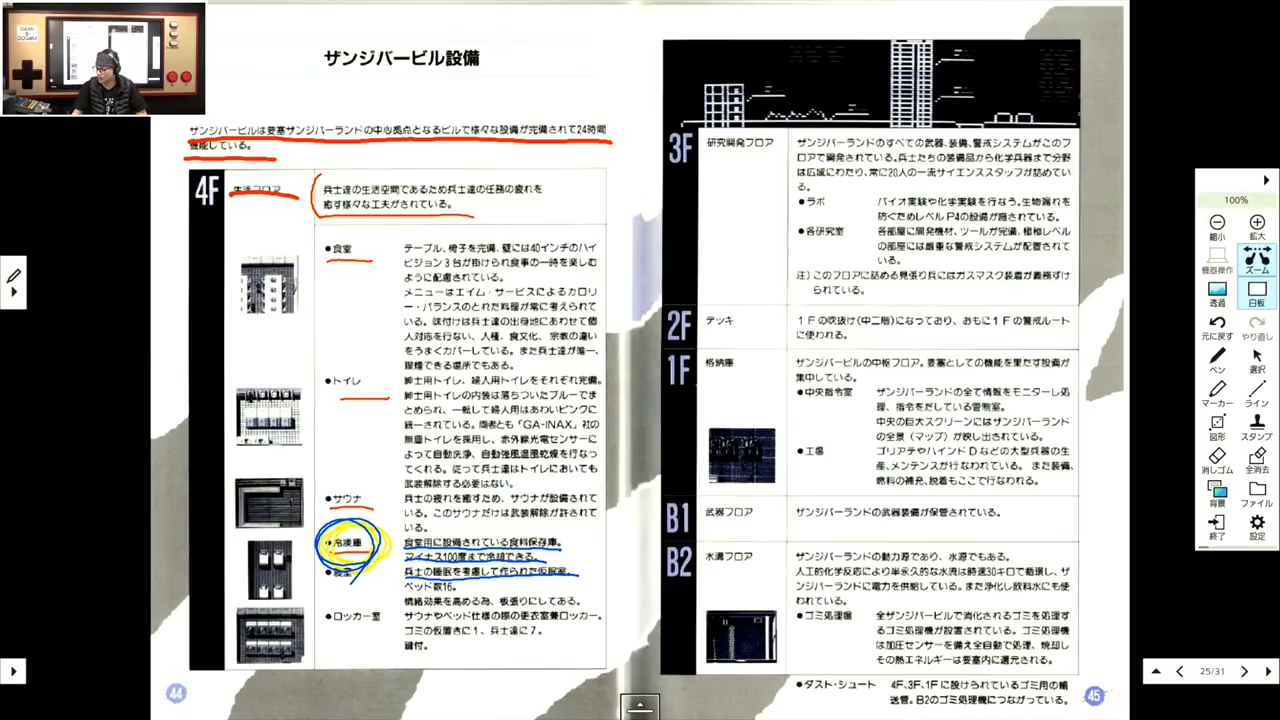 GAME
DOGAKA
ザンジバービル設備
ザンジバービルは要塞ザンジバーランドの中心拠点となるビルで様々な設備が完備されて24時間
機能している。
4F
生活フロア
兵士達の生活空間であるため兵士達の任務の疲れを
癒す様々な工夫がされている。
●食堂
テーブル、椅子を完備、壁には40インチのハイ
ビジョン3台が掛けられ食事の一時を楽しむ
ように配慮されている。
メニューはエイム・サービスによるカロリ
ー・バランスのとれた料理が常に考えられて
いる。味付けは兵士達の出身地にあわせて個
人対応を行ない、人種、食文化、宗教の違い
をうまくカバーしている。また兵士達が唯一、
喫煙できる場所でもある。
●トイレ
紳士用トイレ、婦人用トイレをそれぞれ完備。
紳士用トイレの内装は落ちついたブルーでま
とめられ、一転して婦人用はあわいピンクに
統一されている。両者とも「GA-INAX」社の
無塵トイレを採用し、赤外線光電センサーに
よって自動洗浄、自動強風温風乾燥を行なっ
てくれる。従って兵士達はトイレにおいても
武装解除する必要はない。
●サウナ
兵士の疲れを癒すため、サウナが設備されて
いる。このサウナだけは武装解除が許されて
いる。
●冷凍庫
食堂用に設備されている食料保存庫。
マイナス100度まで冷却できる。
●寝室
兵士の睡眠を考慮して作られた仮眠室。
ベッド数16。
情緒効果を高める為、板張りにしてある。
●ロッカー室
サウナやベッド仕様の際の更衣室兼ロッカー。
ゴミの仮置きに1、兵士達に7。
鍵付。
44
3F
研究開発フロア
ザンジバーランドのすべての武器、装備、警戒システムがこのフ
ロアで開発されている。兵士たちの装備品から化学兵器まで分野
は広域にわたり、常に20人の一流サイエンススタッフが詰めてい
る。
●ラボ
バイオ実験や化学実験を行なう。生物漏れを
防ぐためレベルP4の設備が施されている。
●各研究室
各部屋に開発機材、ツールが完備、極秘レベル
の部屋には厳重な警戒システムが配置されて
いる。
注)このフロアに詰める見張り兵にはガスマスク装着が義務ずけ
られている。
2F
デッキ
1Fの吹抜け(中二階)になっており、おもに1Fの警戒ルート
に使われる。
1F
格納庫
ザンジバービルの中枢フロア。要塞としての機能を果たす設備が
集中している。
●中央指令室
ザンジバーランドの全て情報をモニターし処
理、指令をだしている管制室。
中央の巨大スクリーンにはザンジバーランド
の全景(マップ)が映し出されている。
●工場
ゴリアテやハインドDなどの大型兵器の生
産、メンテンスが行なわれている。また装備、
燃料の補充、脱着もここで行なわれる。
B1
武器フロア
ザンジバーランドの武器装備が保管されている。
B2
水溝フロア
ザンジバーランドの動力源であり、水源でもある。
人工的化学反応により半永久的な水流は時速30キロで循環し、ザ
ンジバーランドに電力を供給している。また浄化し飲料水にも使
われている。
●ゴミ処理場
全ザンジバービルで消化されるゴミを処理す
るゴミ処理機が設置されている。ゴミ処理機
は加圧センサーを備え全自動で処理、焼却し
その熱エネルギーは要塞内に還元される。
●ダスト・シュート
4F、3F、1Fに設けられているゴミ用の輸
送管。B2のゴミ処理機につながっている。
45
100%
縮小
拡大
機器操作
ズーム
透過
白板
元に戻す
やり直し
ペン
選択
マーカー
ライン
図形
スタンプ
消しゴム
全消去
背景
ファイル
終了
設定
25/31